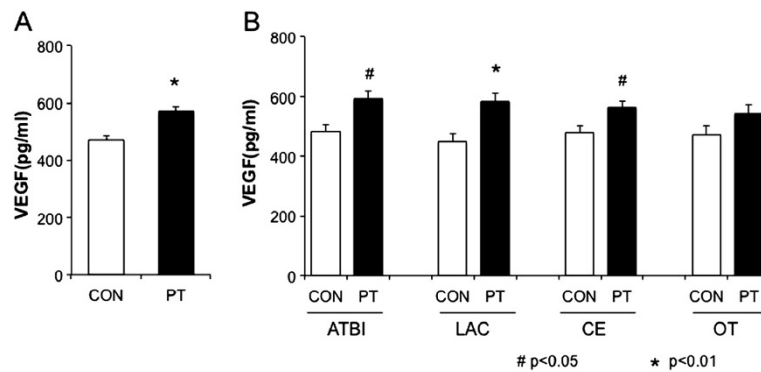 A
VEGF(pg/ml)
800
600
400
200
0
*
CON PT
B
VEGF(pg/ml)
800
600
400
200
0
# * #
CON PT CON PT CON PT CON PT
ATBI LAC CE OT
# p<0.05 * p<0.01